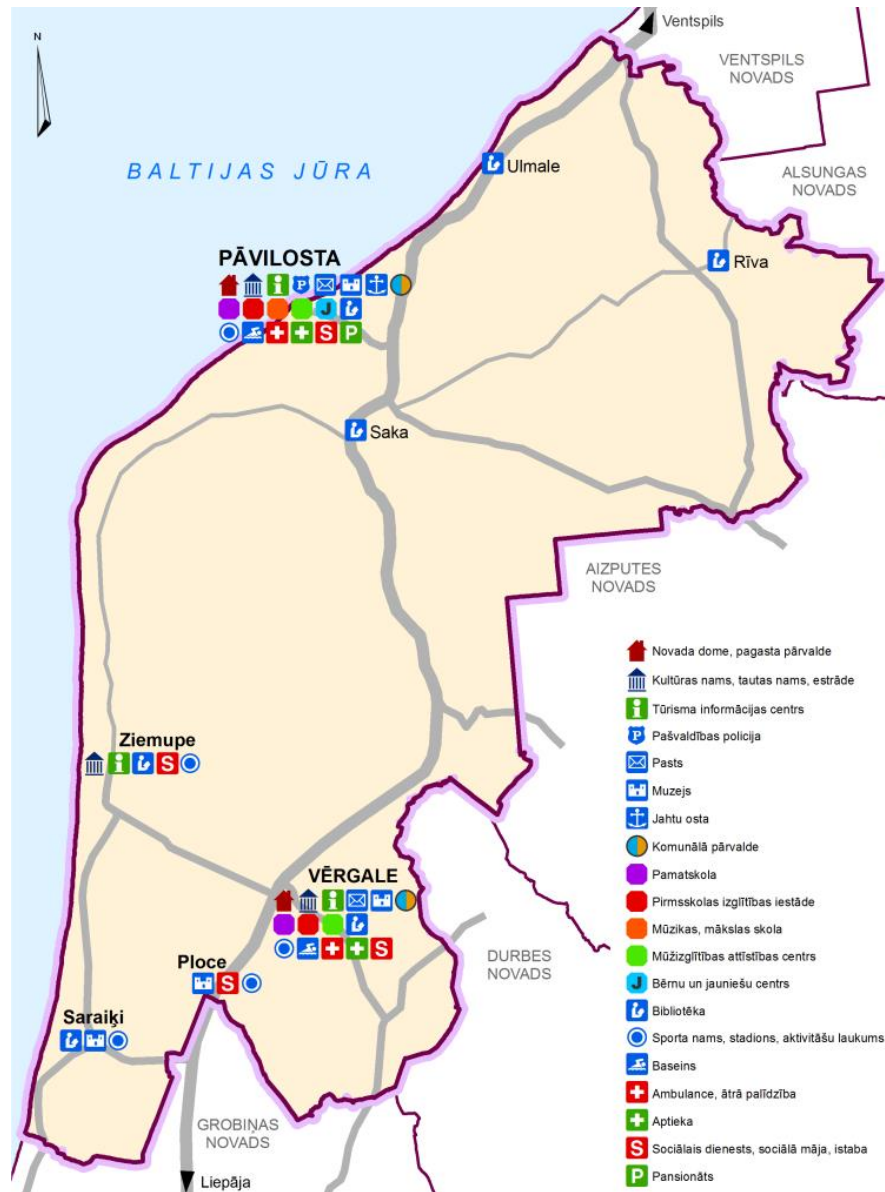 N
Ventspils
VENTSPILS
NOVADS
BALTIJAS JŪRA
Ulmale
ALSUNGAS
NOVADS
PĀVILOSTA
Rīva
P
J
S P
Saka
AIZPUTES
NOVADS
Ziemupe
S
VĒRGALE
S
DURBES
NOVADS
Ploce
S
Saraiķi
GROBIŅAS
NOVADS
Liepāja
Novada dome, pagasta pārvalde
Kultūras nams, tautas nams, estrāde
i Tūrisma informācijas centrs
P Pašvaldības policija
Pasts
Muzejs
Jahtu osta
Komunālā pārvalde
Pamatskola
Pirmsskolas izglītības iestāde
Mūzikas, mākslas skola
Mūžizglītības attīstības centrs
J Bērnu un jauniešu centrs
Bibliotēka
Sporta nams, stadions, aktivitāšu laukums
Baseins
Ambulance, ātrā palīdzība
Aptieka
S Sociālais dienests, sociālā māja, istaba
P Pansionāts